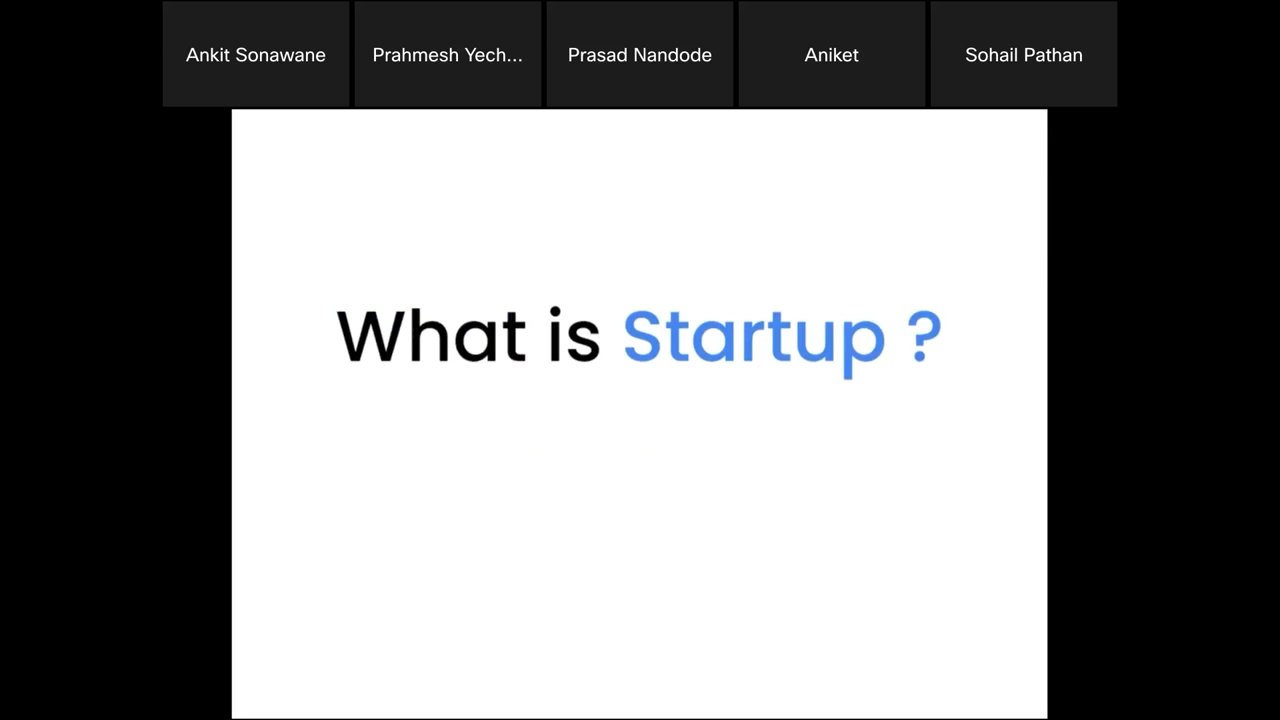 Ankit Sonawane
Prahmesh Yech...
Prasad Nandode
Aniket
Sohail Pathan
What is Startup ?